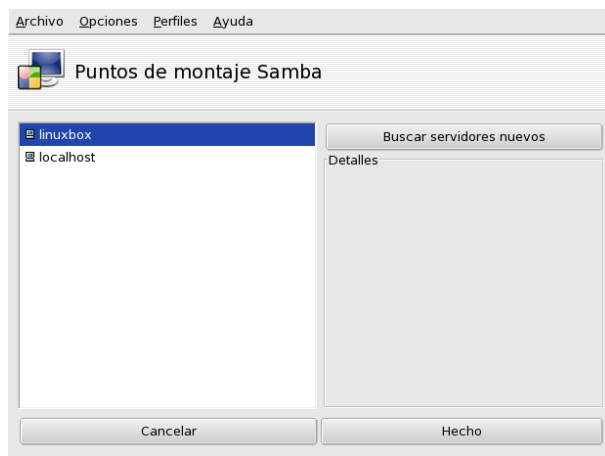 Archivo Opciones Perfiles Ayuda
Puntos de montaje Samba
linuxbox
localhost
Buscar servidores nuevos
Detalles
Cancelar Hecho